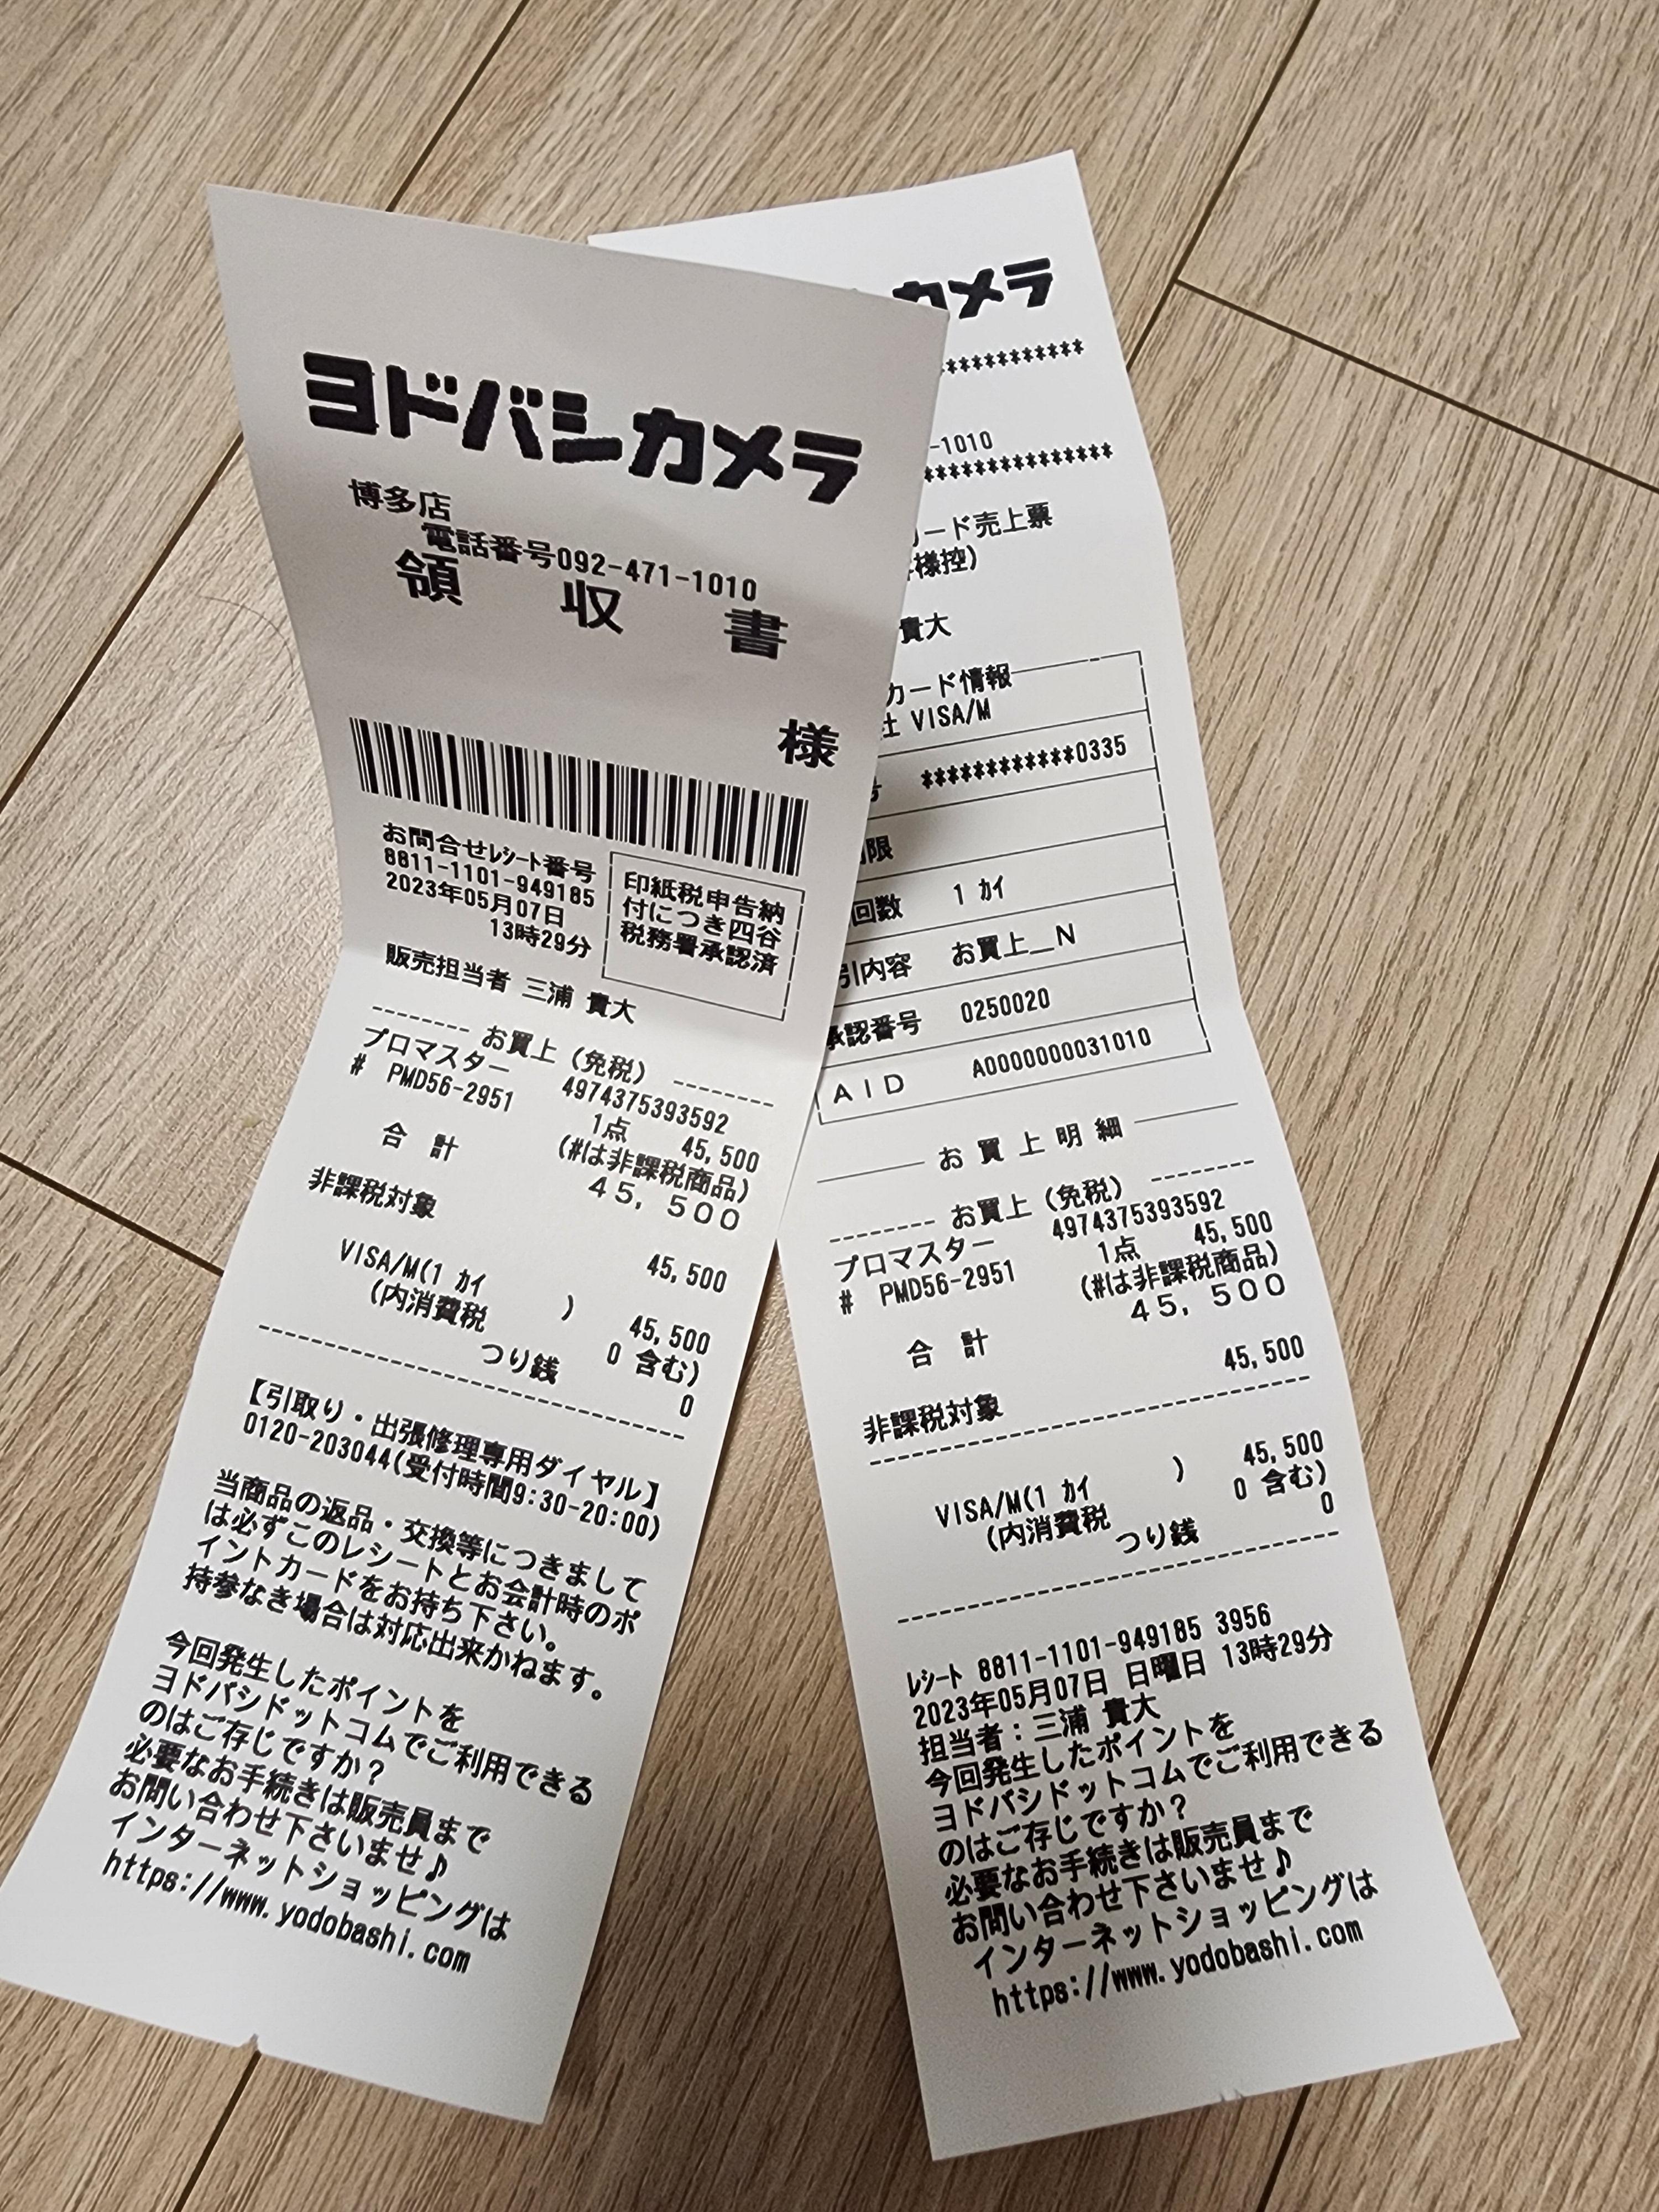 ヨドバシカメラ
博多店
電話番号092-471-1010
領 収 書
様
お問合せレシート番号
8811-1101-949185
2023年05月07日
13時29分
印紙税申告納
付につき四谷
税務署承認済
販売担当者 三浦 貴大
-------- お買上(免税) --------
プロマスター 4974375393592
# PMD56-2951 1点 45,500
(#は非課税商品)
合 計 45,500
非課税対象 45,500
VISA/M(1 カイ ) 45,500
(内消費税 0 含む)
つり銭 0
【引取り・出張修理専用ダイヤル】
0120-203044(受付時間9:30-20:00)
当商品の返品・交換等につきまして
は必ずこのレシートとお会計時のポ
イントカードをお持ち下さい。
持参なき場合は対応出来かねます。
今回発生したポイントを
ヨドバシドットコムでご利用できる
のはご存じですか?
必要なお手続きは販売員まで
お問い合わせ下さいませ♪
インターネットショッピングは
https://www.yodobashi.com
カメラ
************
-1010
****************
カード売上票
様控)
貴大
カード情報
社 VISA/M
************0335
限
回数 1 カイ
引内容 お買上__N
承認番号 0250020
AID A0000000031010
お 買 上 明 細
-------- お買上(免税) --------
プロマスター 4974375393592
# PMD56-2951 1点 45,500
(#は非課税商品)
合 計 45,500
非課税対象 45,500
VISA/M(1 カイ ) 45,500
(内消費税 0 含む)
つり銭 0
レシート 8811-1101-949185 3956
2023年05月07日 日曜日 13時29分
担当者:三浦 貴大
今回発生したポイントを
ヨドバシドットコムでご利用できる
のはご存じですか?
必要なお手続きは販売員まで
お問い合わせ下さいませ♪
インターネットショッピングは
https://www.yodobashi.com